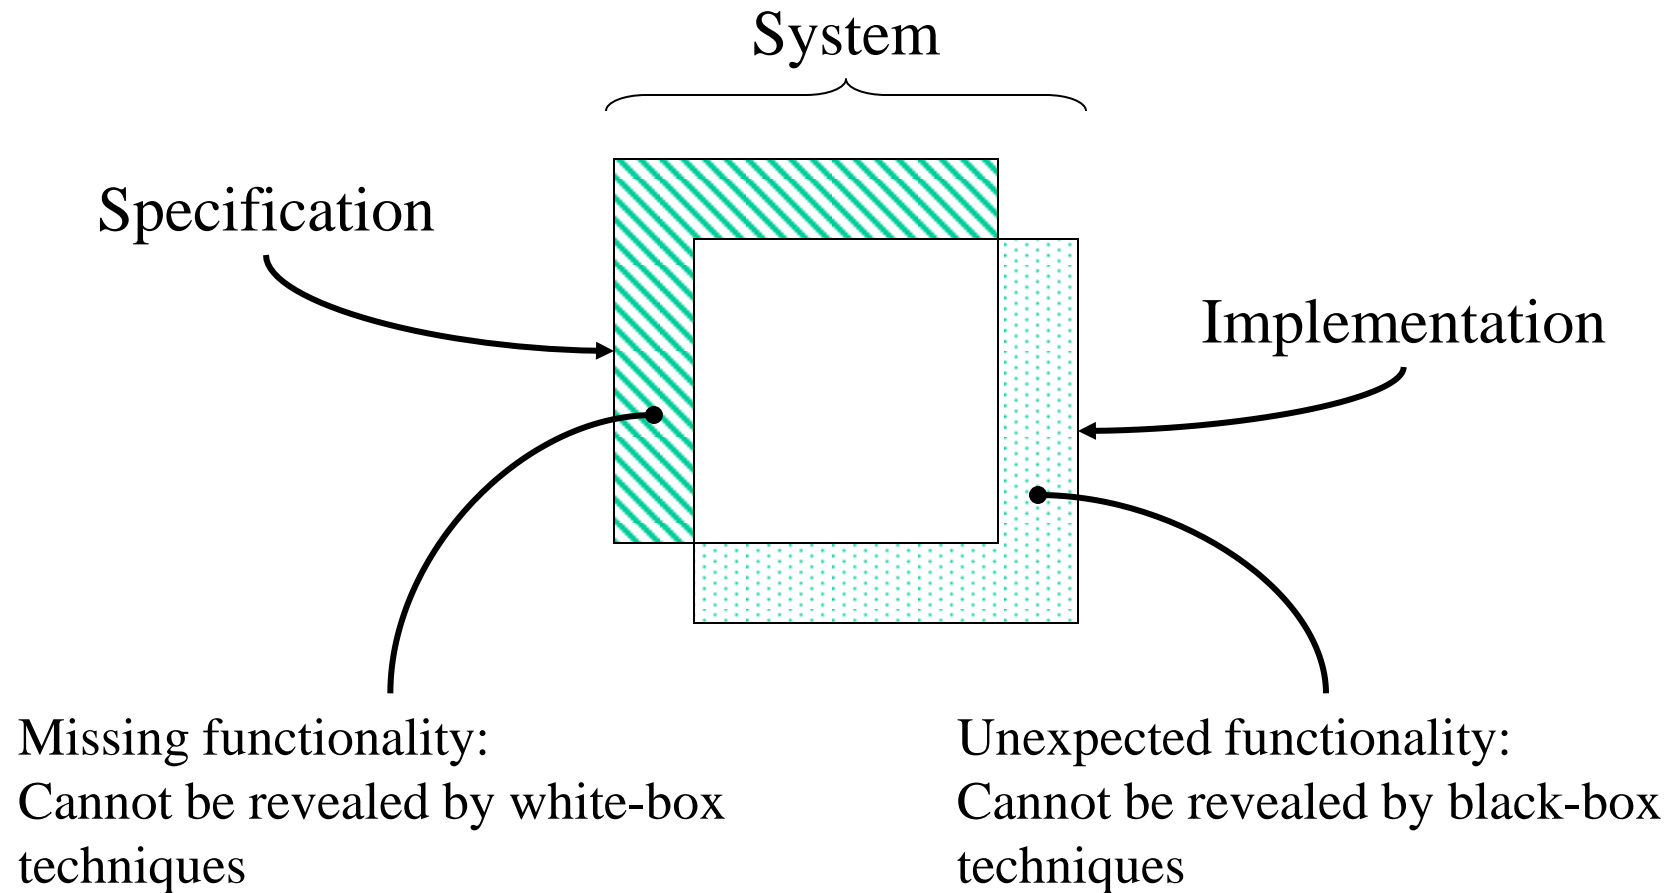 System
Specification
Implementation
Missing functionality:
Cannot be revealed by white-box
techniques
Unexpected functionality:
Cannot be revealed by black-box
techniques